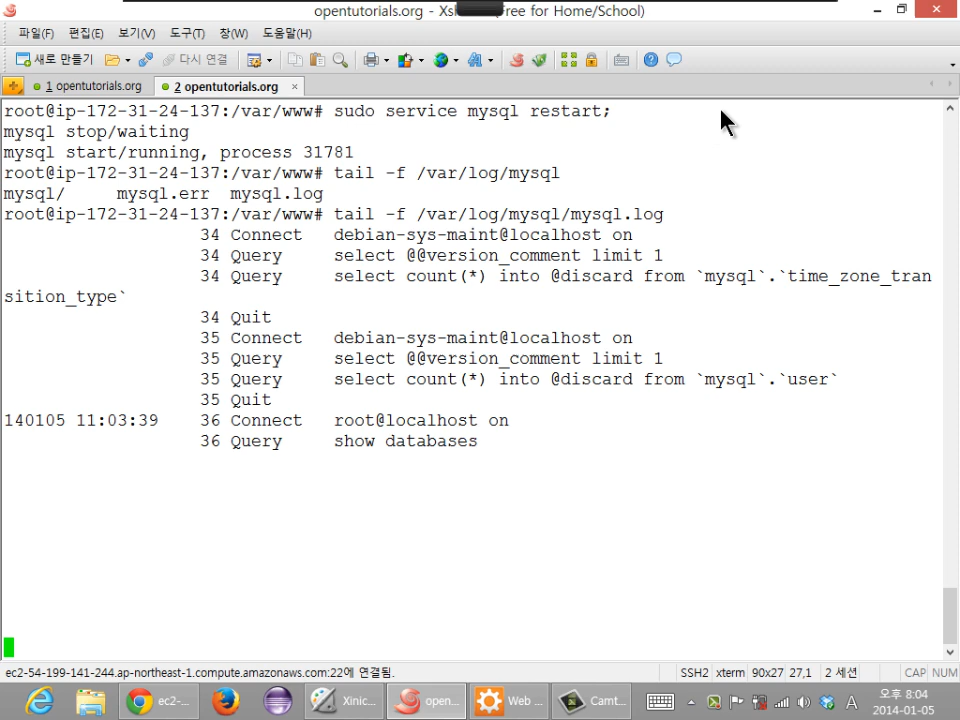 opentutorials.org - Xsh (Free for Home/School)
파일(F) 편집(E) 보기(V) 도구(T) 창(W) 도움말(H)
새로 만들기 다시 연결
1 opentutorials.org 2 opentutorials.org ×
root@ip-172-31-24-137:/var/www# sudo service mysql restart;
mysql stop/waiting
mysql start/running, process 31781
root@ip-172-31-24-137:/var/www# tail -f /var/log/mysql
mysql/ mysql.err mysql.log
root@ip-172-31-24-137:/var/www# tail -f /var/log/mysql/mysql.log
34 Connect debian-sys-maint@localhost on
34 Query select @@version_comment limit 1
34 Query select count(*) into @discard from `mysql`.`time_zone_tran
sition_type`
34 Quit
35 Connect debian-sys-maint@localhost on
35 Query select @@version_comment limit 1
35 Query select count(*) into @discard from `mysql`.`user`
35 Quit
140105 11:03:39 36 Connect root@localhost on
36 Query show databases
ec2-54-199-141-244.ap-northeast-1.compute.amazonaws.com:22에 연결됨. SSH2 xterm 90x27 27,1 2 세션 CAP NUM
ec2-... Xinic... open... Web ... Camt... A 오후 8:04
2014-01-05